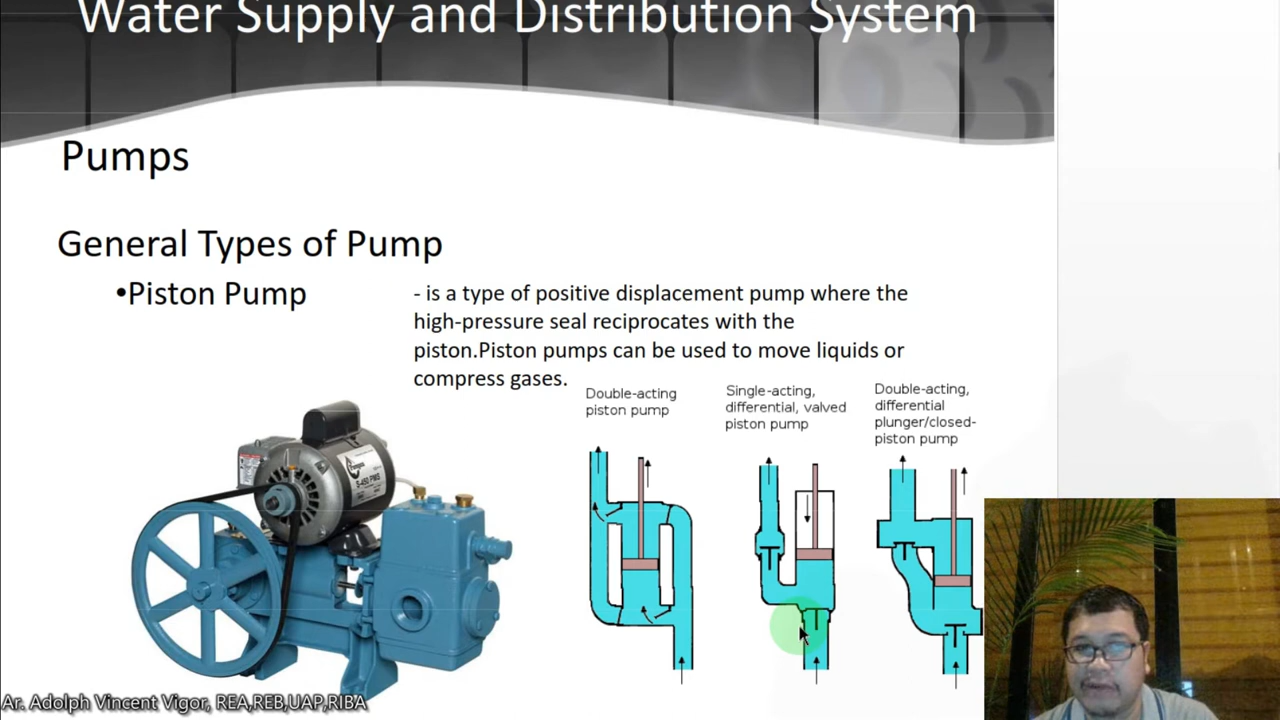 Water Supply and Distribution System
Pumps
General Types of Pump
•Piston Pump
- is a type of positive displacement pump where the
high-pressure seal reciprocates with the
piston.Piston pumps can be used to move liquids or
compress gases.
Double-acting
piston pump
Single-acting,
differential, valved
piston pump
Double-acting,
differential
plunger/closed-
piston pump
S-450 PMS
Ar. Adolph Vincent Vigor, REA,REB,UAP,RIBA